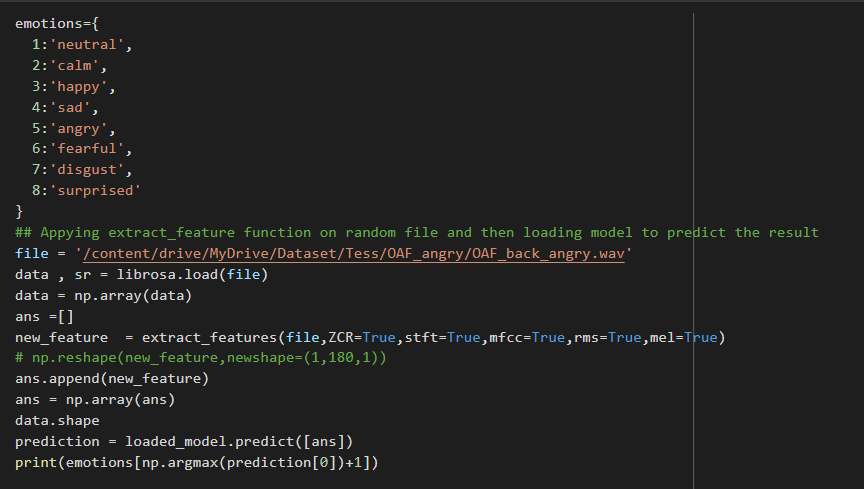 emotions={
  1:'neutral',
  2:'calm',
  3:'happy',
  4:'sad',
  5:'angry',
  6:'fearful',
  7:'disgust',
  8:'surprised'
}
## Appying extract_feature function on random file and then loading model to predict the result
file = '/content/drive/MyDrive/Dataset/Tess/OAF_angry/OAF_back_angry.wav'
data , sr = librosa.load(file)
data = np.array(data)
ans =[]
new_feature  = extract_features(file,ZCR=True,stft=True,mfcc=True,rms=True,mel=True)
# np.reshape(new_feature,newshape=(1,180,1))
ans.append(new_feature)
ans = np.array(ans)
data.shape
prediction = loaded_model.predict([ans])
print(emotions[np.argmax(prediction[0])+1])